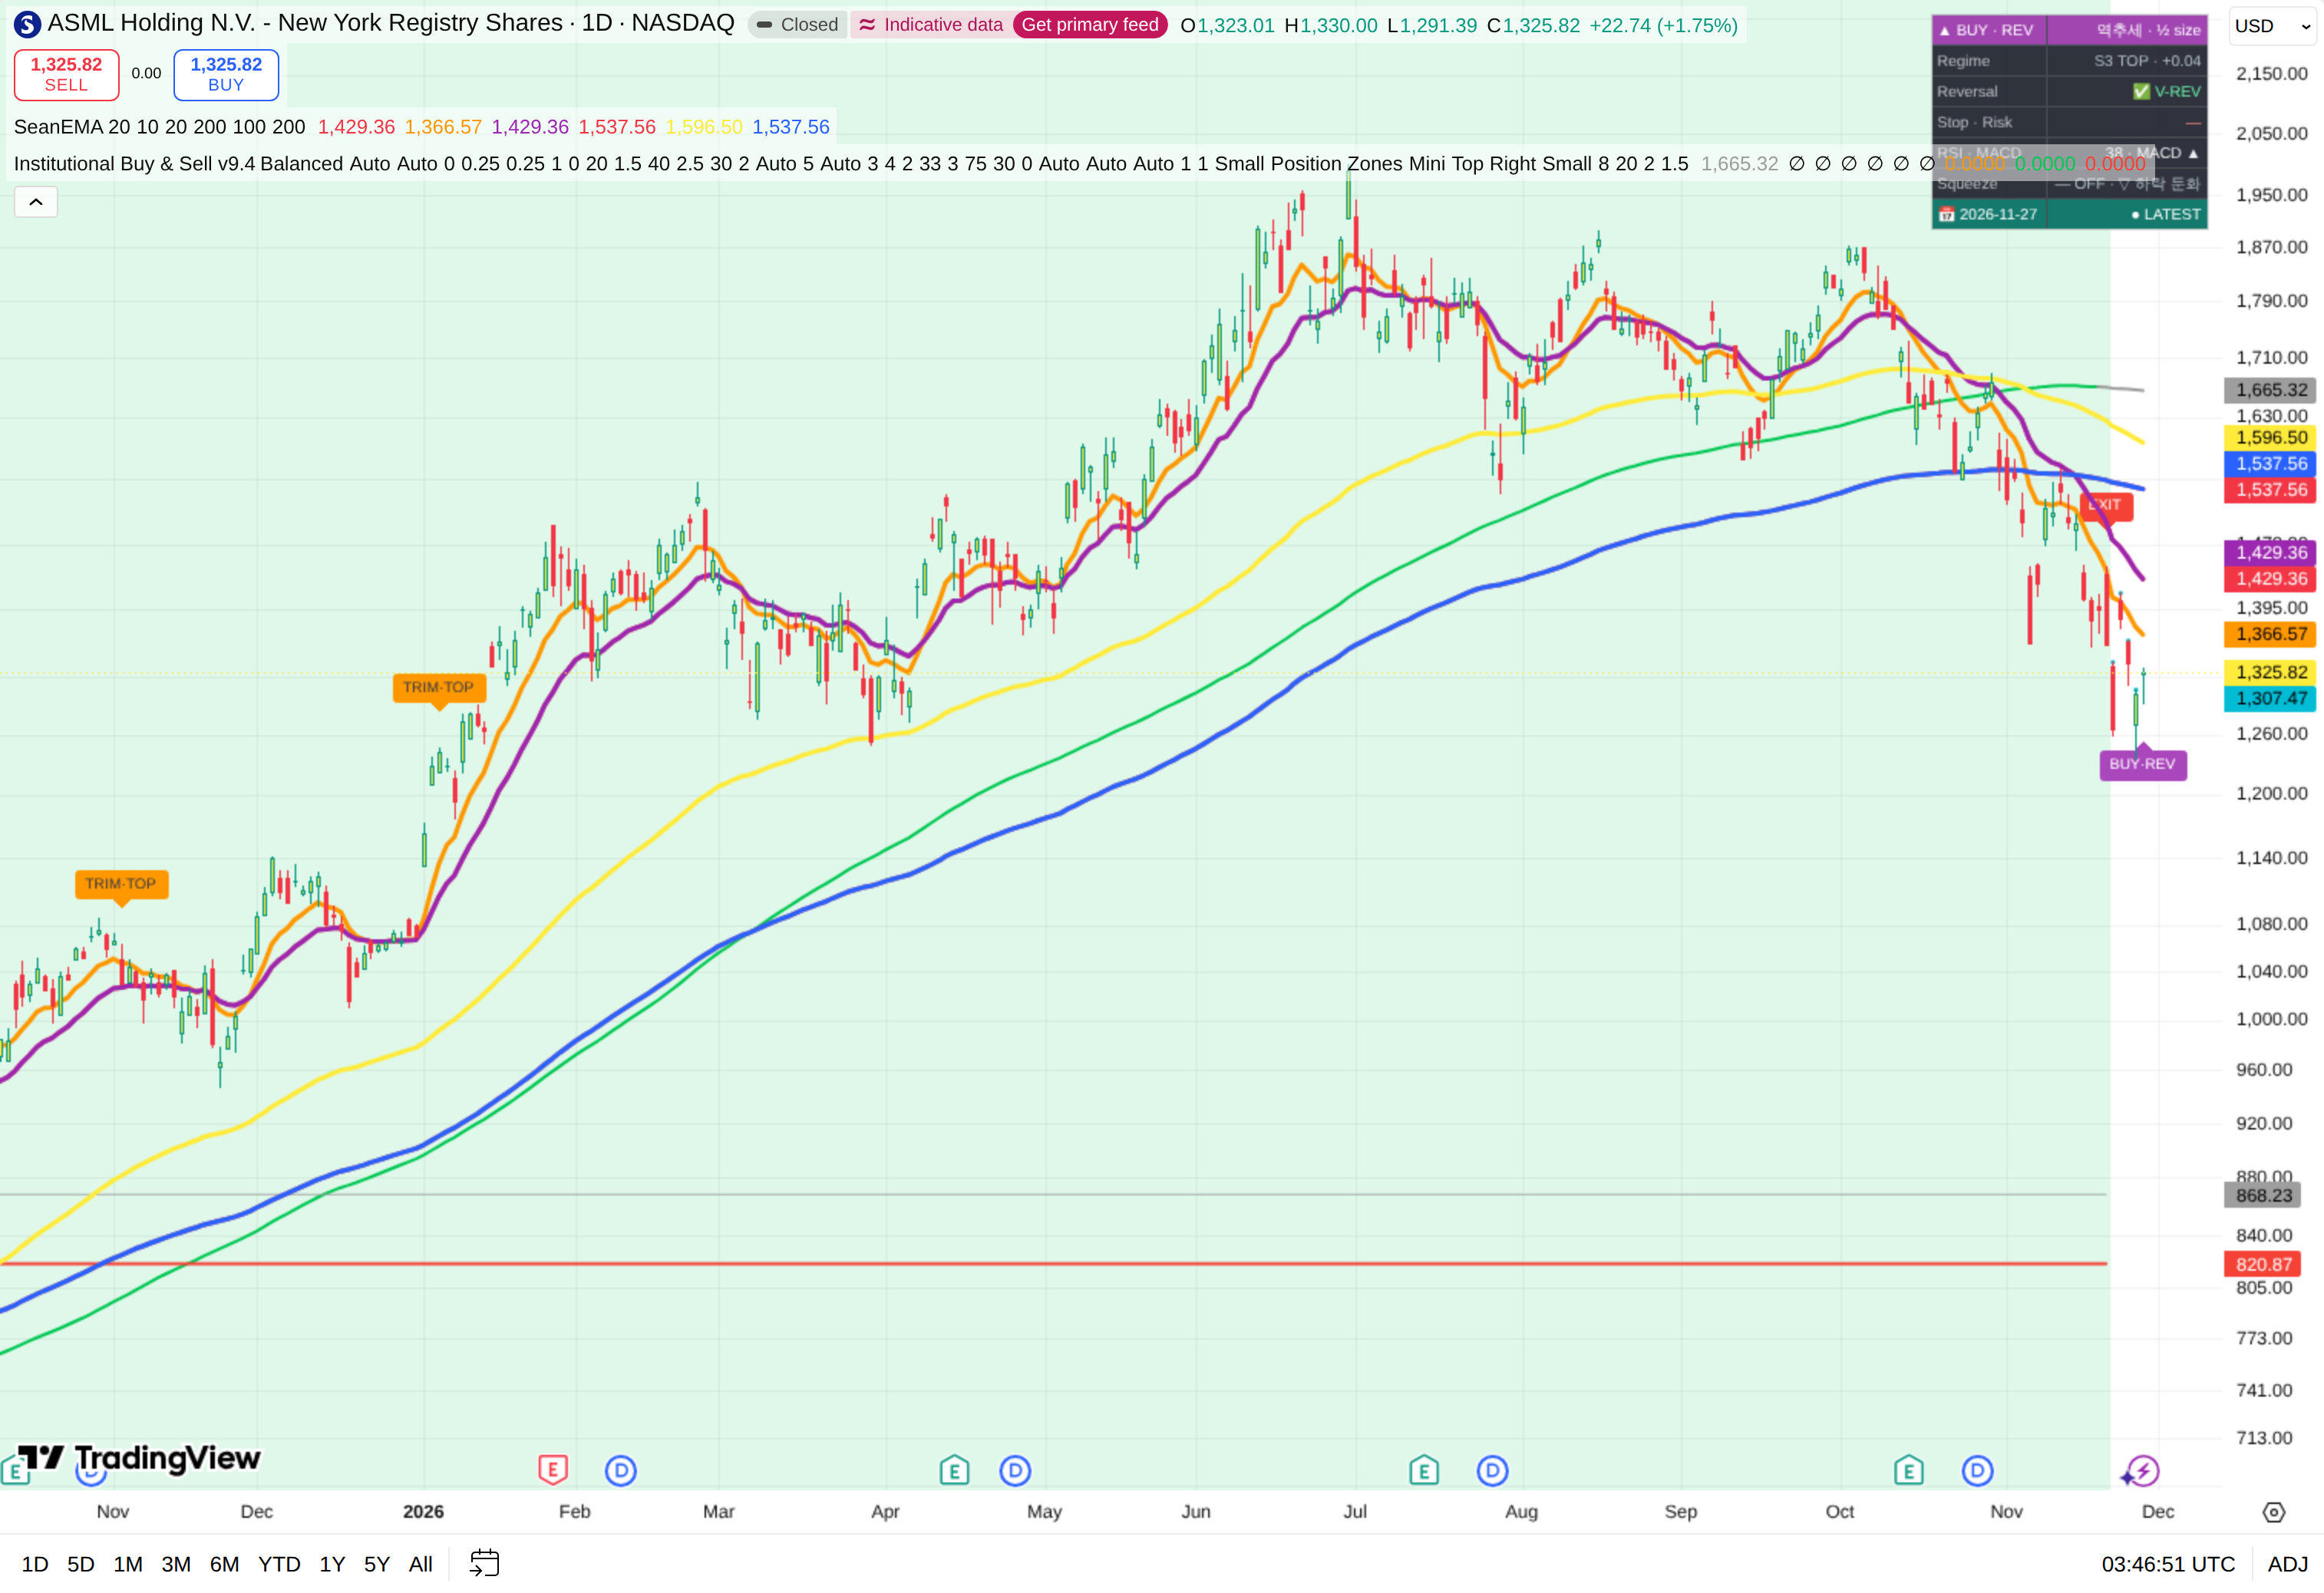 ASML Holding N.V. - New York Registry Shares · 1D · NASDAQ Closed Indicative data Get primary feed O1,323.01 H1,330.00 L1,291.39 C1,325.82 +22.74 (+1.75%)
1,325.82 SELL 0.00 1,325.82 BUY
SeanEMA 20 10 20 200 100 200 1,429.36 1,366.57 1,429.36 1,537.56 1,596.50 1,537.56
Institutional Buy & Sell v9.4 Balanced Auto Auto 0 0.25 0.25 1 0 20 1.5 40 2.5 30 2 Auto 5 Auto 3 4 2 33 3 75 30 0 Auto Auto Auto 1 1 Small Position Zones Mini Top Right Small 8 20 2 1.5 1,665.32 ∅ ∅ ∅ ∅ ∅ ∅ 0.0000 0.0000 0.0000
▲ BUY · REV 역추세 · ½ size
Regime S3 TOP · +0.04
Reversal ✅ V-REV
Stop · Risk —
RSI · MACD 38 · MACD ▲
Squeeze — OFF · ▽ 하락 둔화
📅 2026-11-27 ● LATEST
USD
2,150.00
2,050.00
1,950.00
1,870.00
1,790.00
1,710.00
1,665.32
1,630.00
1,596.50
1,537.56
1,537.56
1,429.36
1,429.36
1,395.00
1,366.57
1,325.82
1,307.47
1,260.00
1,200.00
1,140.00
1,080.00
1,040.00
1,000.00
960.00
920.00
880.00
868.23
840.00
820.87
805.00
773.00
741.00
713.00
EXIT
TRIM-TOP
BUY-REV
TRIM-TOP
TradingView
E D E D E D E D E D
Nov Dec 2026 Feb Mar Apr May Jun Jul Aug Sep Oct Nov Dec
1D 5D 1M 3M 6M YTD 1Y 5Y All 03:46:51 UTC ADJ